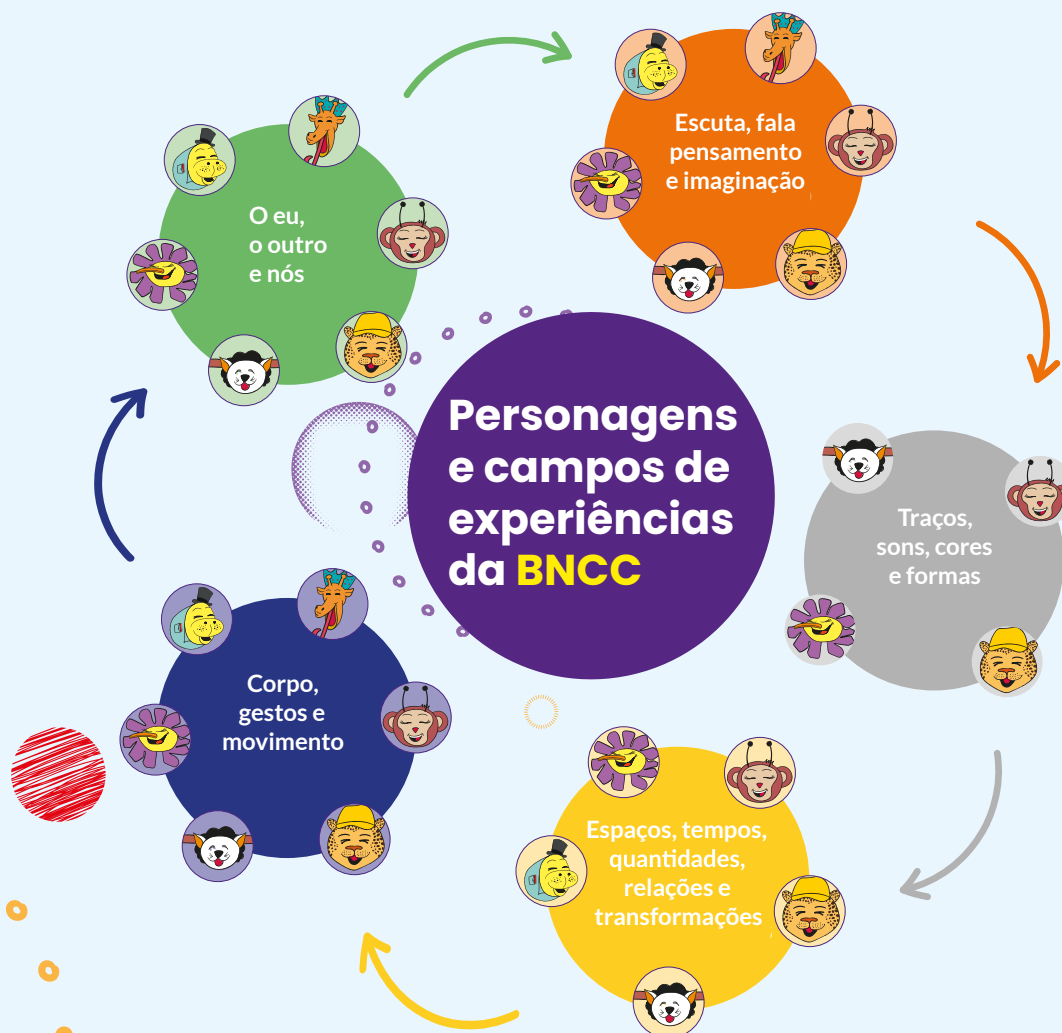 Escuta, fala
pensamento
e imaginação
O eu,
o outro
e nós
Personagens
e campos de
experiências
da BNCC
Traços,
sons, cores
e formas
Corpo,
gestos e
movimento
Espaços, tempos,
quantidades,
relações e
transformações